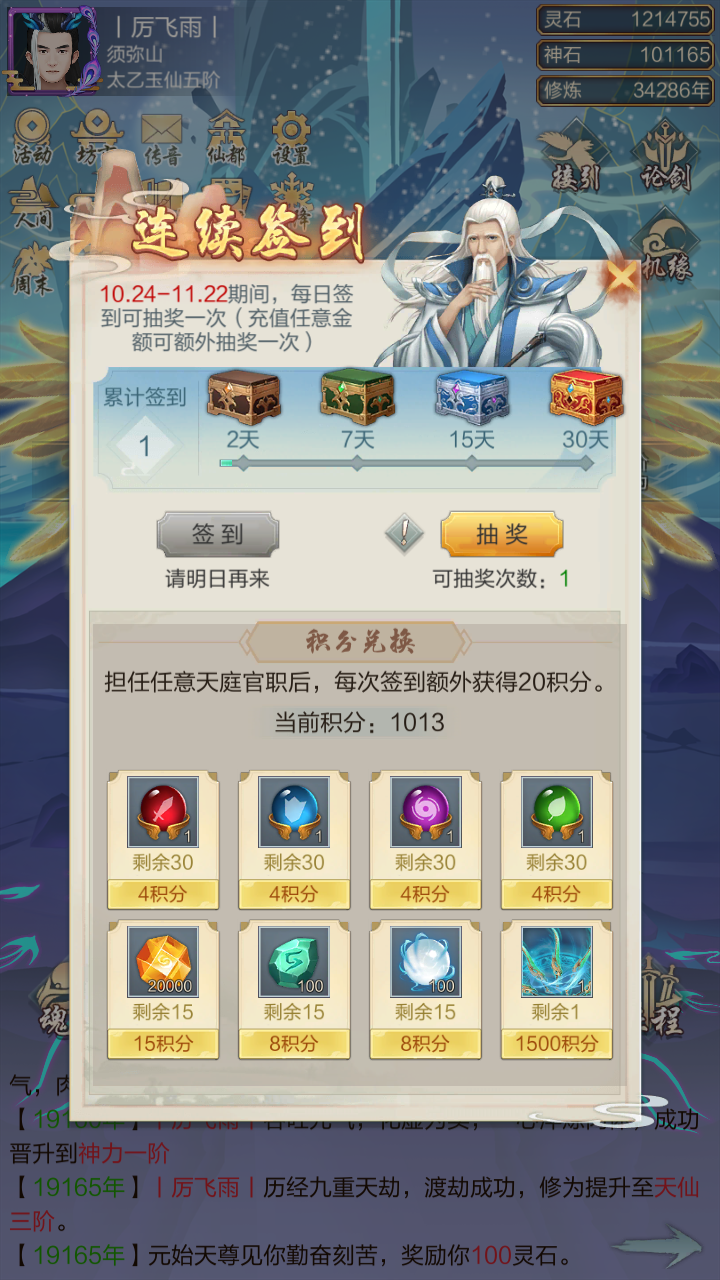 丨厉飞雨丨
须弥山
太乙玉仙五阶
灵石 1214755
神石 101165
修炼 34286年
活动
传音
仙都
设置
接引
论剑
人间
机缘
周末
连续签到
10.24-11.22期间，每日签
到可抽奖一次（充值任意金
额可额外抽奖一次）
累计签到
1
2天
7天
15天
30天
签到
抽奖
请明日再来
可抽奖次数：1
积分兑换
担任任意天庭官职后，每次签到额外获得20积分。
当前积分：1013
1
1
1
1
剩余30
剩余30
剩余30
剩余30
4积分
4积分
4积分
4积分
20000
100
100
1
剩余15
剩余15
剩余15
剩余1
15积分
8积分
8积分
1500积分
魂
程
气，
成功
晋升到神力一阶
【19165年】丨厉飞雨丨历经九重天劫，渡劫成功，修为提升至天仙
三阶。
【19165年】元始天尊见你勤奋刻苦，奖励你100灵石。